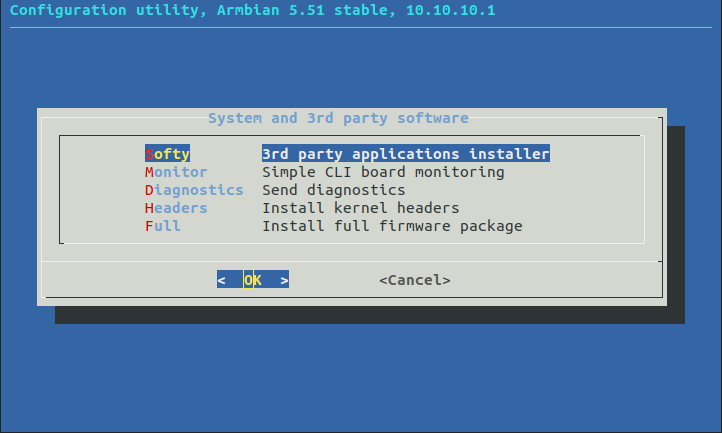 Configuration utility, Armbian 5.51 stable, 10.10.10.1
System and 3rd party software
Softy 3rd party applications installer
Monitor Simple CLI board monitoring
Diagnostics Send diagnostics
Headers Install kernel headers
Full Install full firmware package
< OK > <Cancel>